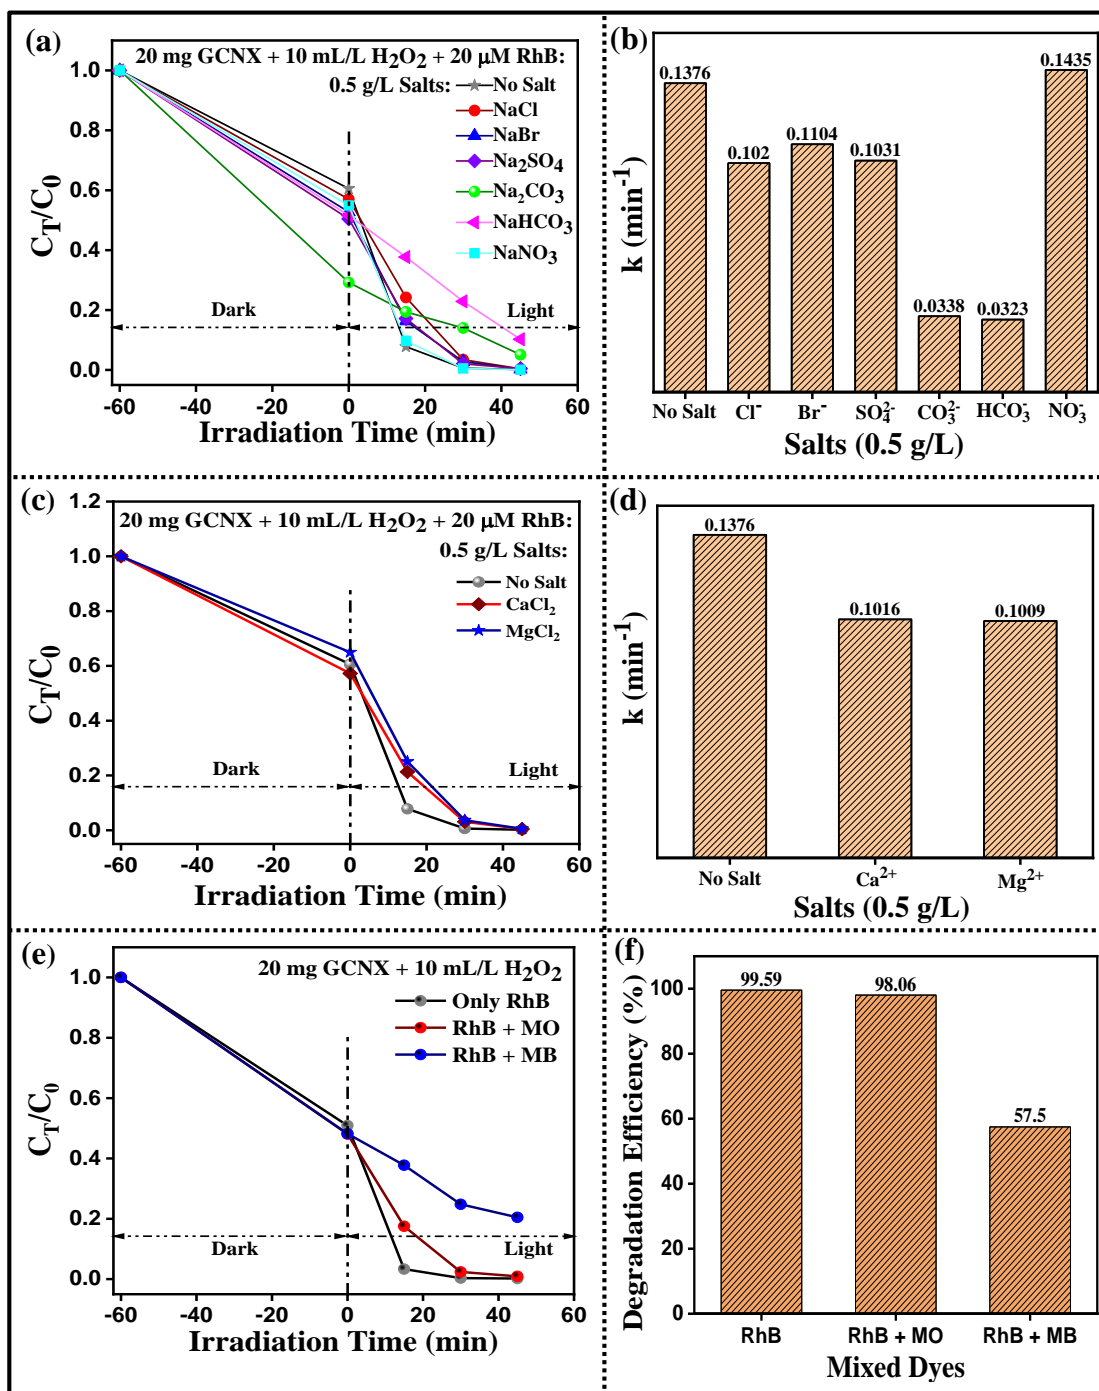 (a)
20 mg GCNX + 10 mL/L H₂O₂ + 20 μM RhB:
0.5 g/L Salts:
No Salt
NaCl
NaBr
Na₂SO₄
Na₂CO₃
NaHCO₃
NaNO₃
Dark
Light
C_T/C₀
1.0
0.8
0.6
0.4
0.2
0.0
-60
-40
-20
0
20
40
60
Irradiation Time (min)
(b)
0.1376
0.102
0.1104
0.1031
0.0338
0.0323
0.1435
k (min⁻¹)
No Salt
Cl⁻
Br⁻
SO₄²⁻
CO₃²⁻
HCO₃⁻
NO₃⁻
Salts (0.5 g/L)
(c)
20 mg GCNX + 10 mL/L H₂O₂ + 20 μM RhB:
0.5 g/L Salts:
No Salt
CaCl₂
MgCl₂
Dark
Light
C_T/C₀
1.2
1.0
0.8
0.6
0.4
0.2
0.0
-60
-40
-20
0
20
40
60
Irradiation Time (min)
(d)
0.1376
0.1016
0.1009
k (min⁻¹)
No Salt
Ca²⁺
Mg²⁺
Salts (0.5 g/L)
(e)
20 mg GCNX + 10 mL/L H₂O₂
Only RhB
RhB + MO
RhB + MB
Dark
Light
C_T/C₀
1.0
0.8
0.6
0.4
0.2
0.0
-60
-40
-20
0
20
40
60
Irradiation Time (min)
(f)
99.59
98.06
57.5
Degradation Efficiency (%)
100
80
60
40
20
0
RhB
RhB + MO
RhB + MB
Mixed Dyes